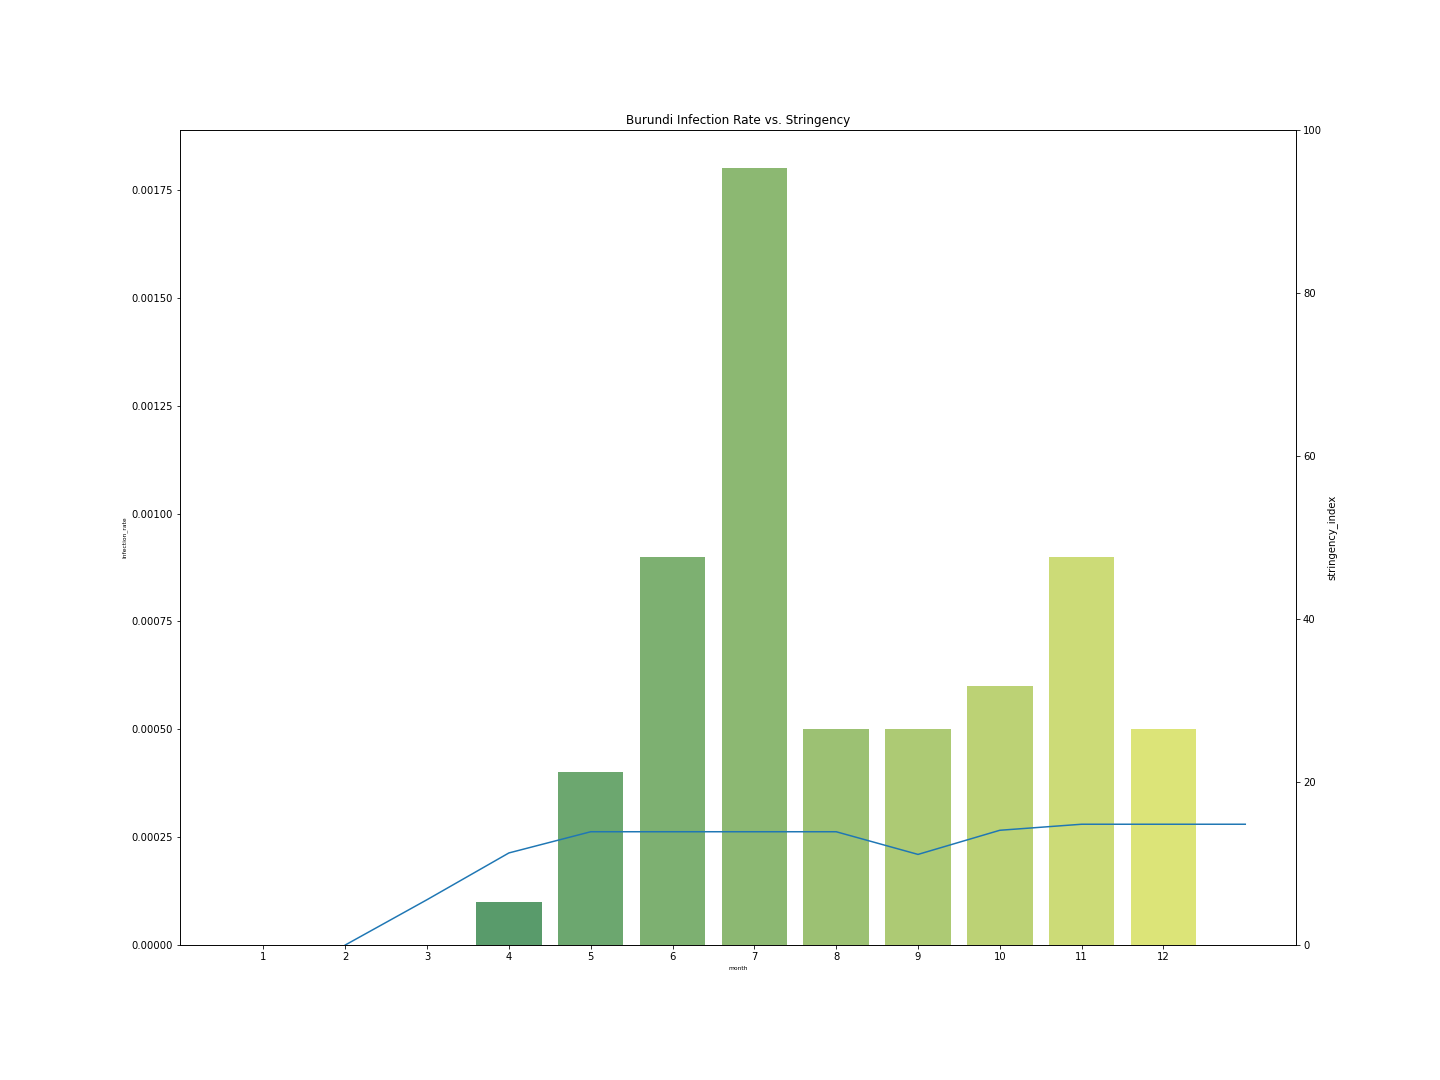 Burundi Infection Rate vs. Stringency
0.00175
0.00150
0.00125
0.00100
0.00075
0.00050
0.00025
0.00000
Infection_rate
100
80
60
40
20
0
stringency_index
1 2 3 4 5 6 7 8 9 10 11 12
month